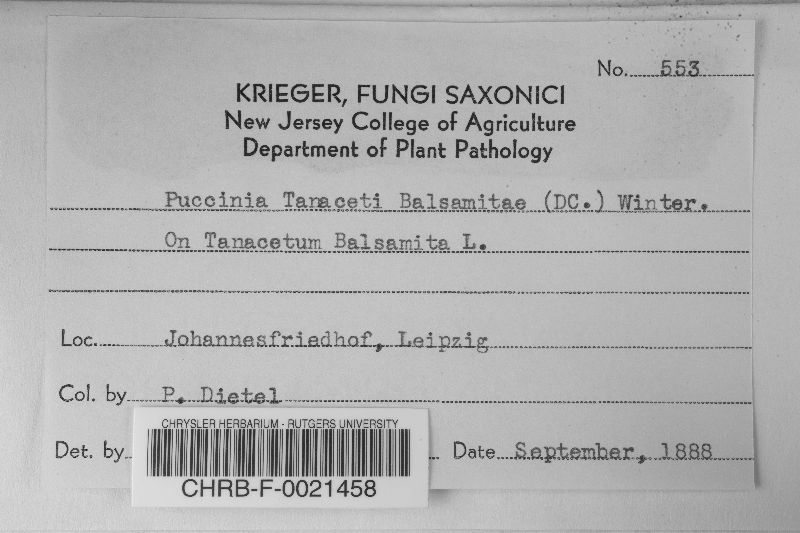 No. 553
KRIEGER, FUNGI SAXONICI
New Jersey College of Agriculture
Department of Plant Pathology
Puccinia Tanaceti Balsamitae (DC.) Winter.
On Tanacetum Balsamita L.
Loc. Johannesfriedhof, Leipzig
Col. by P. Dietel
Det. by
Date September, 1888
CHRYSLER HERBARIUM - RUTGERS UNIVERSITY
CHRB-F-0021458